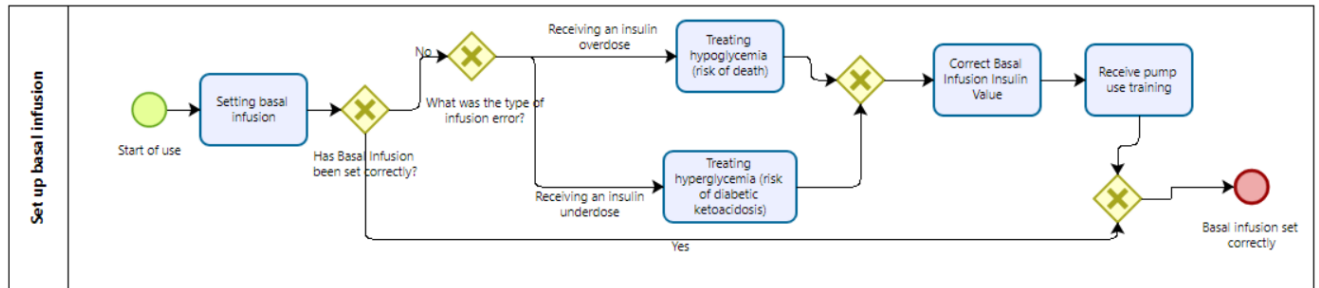 Set up basal infusion
Start of use
Setting basal
infusion
Has Basal Infusion
been set correctly?
No
What was the type of
infusion error?
Receiving an insulin
overdose
Treating
hypoglycemia
(risk of death)
Receiving an insulin
underdose
Treating
hyperglycemia (risk
of diabetic
ketoacidosis)
Correct Basal
Infusion Insulin
Value
Receive pump
use training
Yes
Basal infusion set
correctly